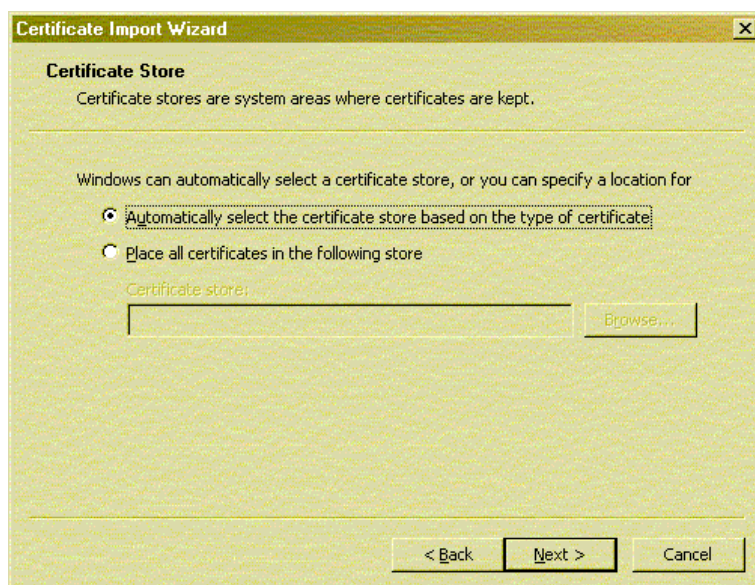 Certificate Import Wizard
Certificate Store
Certificate stores are system areas where certificates are kept.
Windows can automatically select a certificate store, or you can specify a location for
Automatically select the certificate store based on the type of certificate
Place all certificates in the following store
Certificate store:
Browse...
< Back
Next >
Cancel